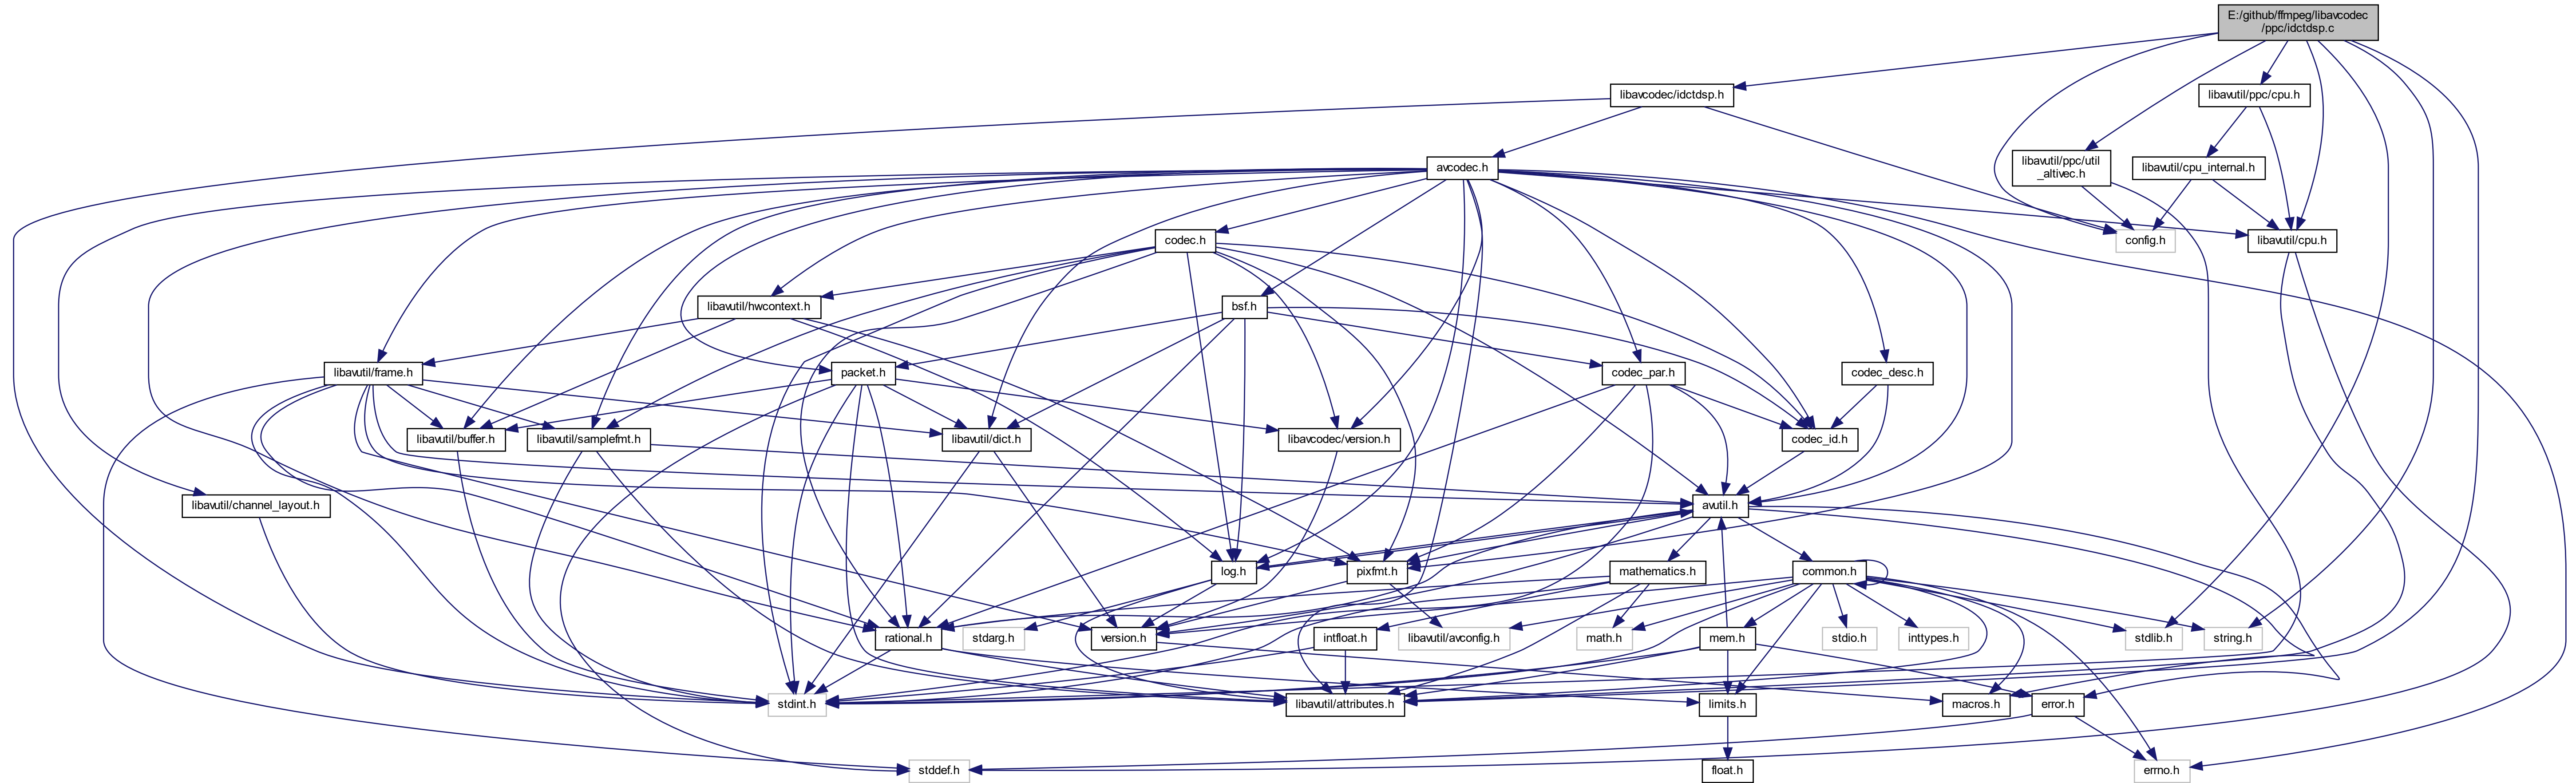 E:/github/ffmpeg/libavcodec
/ppc/idctdsp.c
libavcodec/idctdsp.h
libavutil/ppc/cpu.h
avcodec.h
libavutil/ppc/util
_altivec.h
libavutil/cpu_internal.h
codec.h
config.h
libavutil/cpu.h
libavutil/hwcontext.h
bsf.h
libavutil/frame.h
packet.h
codec_par.h
codec_desc.h
libavutil/buffer.h
libavutil/samplefmt.h
libavutil/dict.h
libavcodec/version.h
codec_id.h
libavutil/channel_layout.h
avutil.h
log.h
pixfmt.h
mathematics.h
common.h
rational.h
stdarg.h
version.h
intfloat.h
libavutil/avconfig.h
math.h
mem.h
stdio.h
inttypes.h
stdlib.h
string.h
stdint.h
libavutil/attributes.h
limits.h
macros.h
error.h
stddef.h
float.h
errno.h